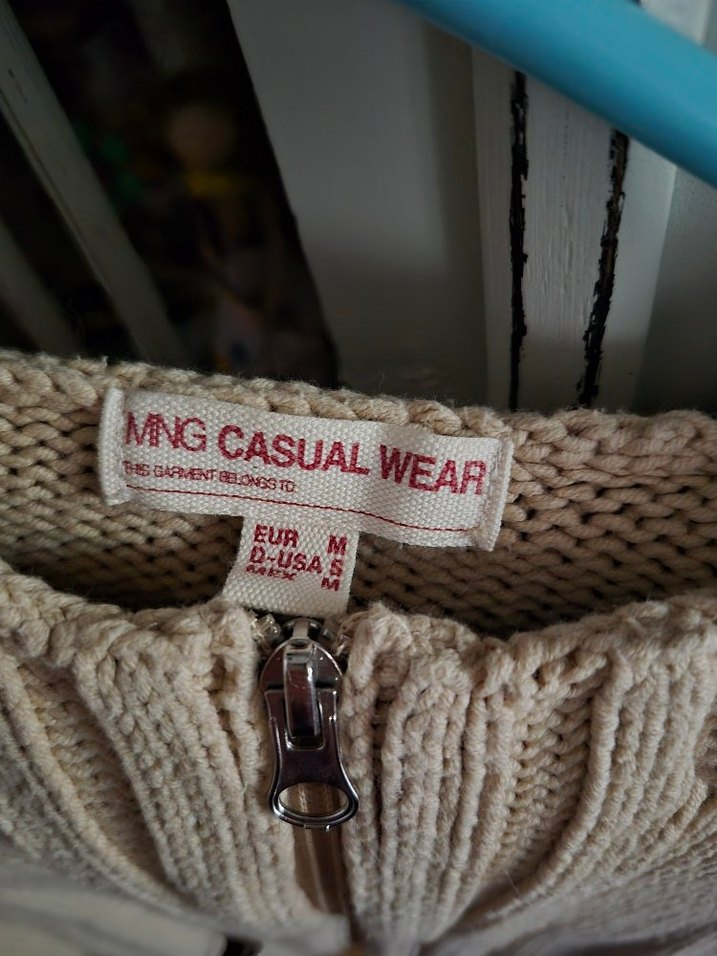 MNG CASUAL WEAR
THIS GARMENT BELONGS TO
EUR M
D-USA S
MEX M